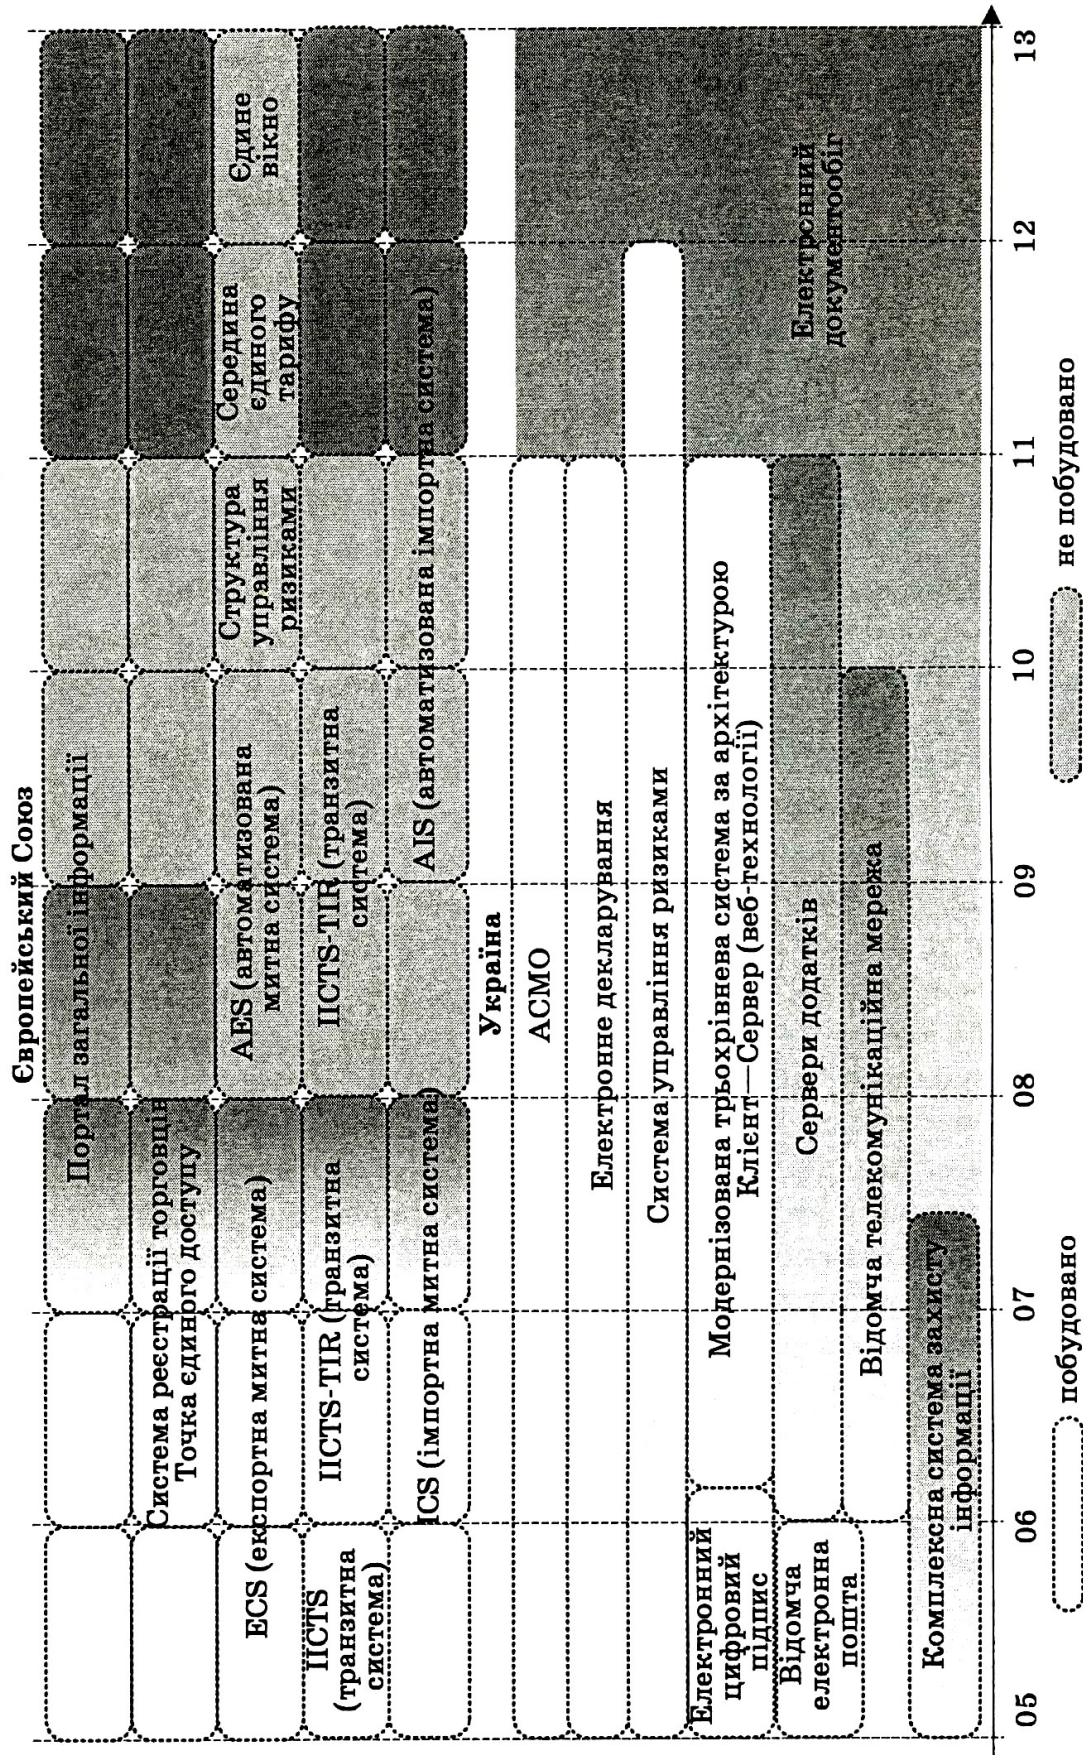 Європейський Союз
Портал загальної інформації
Система реєстрації торговців
Точка єдиного доступу
ECS (експортна митна система)
AES (автоматизована
митна система)
Структура
управління
ризиками
Середина
єдиного
тарифу
Єдине
вікно
IICTS
(транзитна
система)
IICTS-TIR (транзитна
система)
IICTS-TIR (транзитна
система)
ICS (імпортна митна система)
AIS (автоматизована імпортна система)
Україна
АСМО
Електронне декларування
Система управління ризиками
Електронний
цифровий
підпис
Модернізована трьохрівнева система за архітектурою
Клієнт—Сервер (веб-технології)
Відомча
електронна
пошта
Сервери додатків
Відомча телекомунікаційна мережа
Комплексна система захисту
інформації
Електронний
документообіг
05 06 07 08 09 10 11 12 13
побудовано
не побудовано